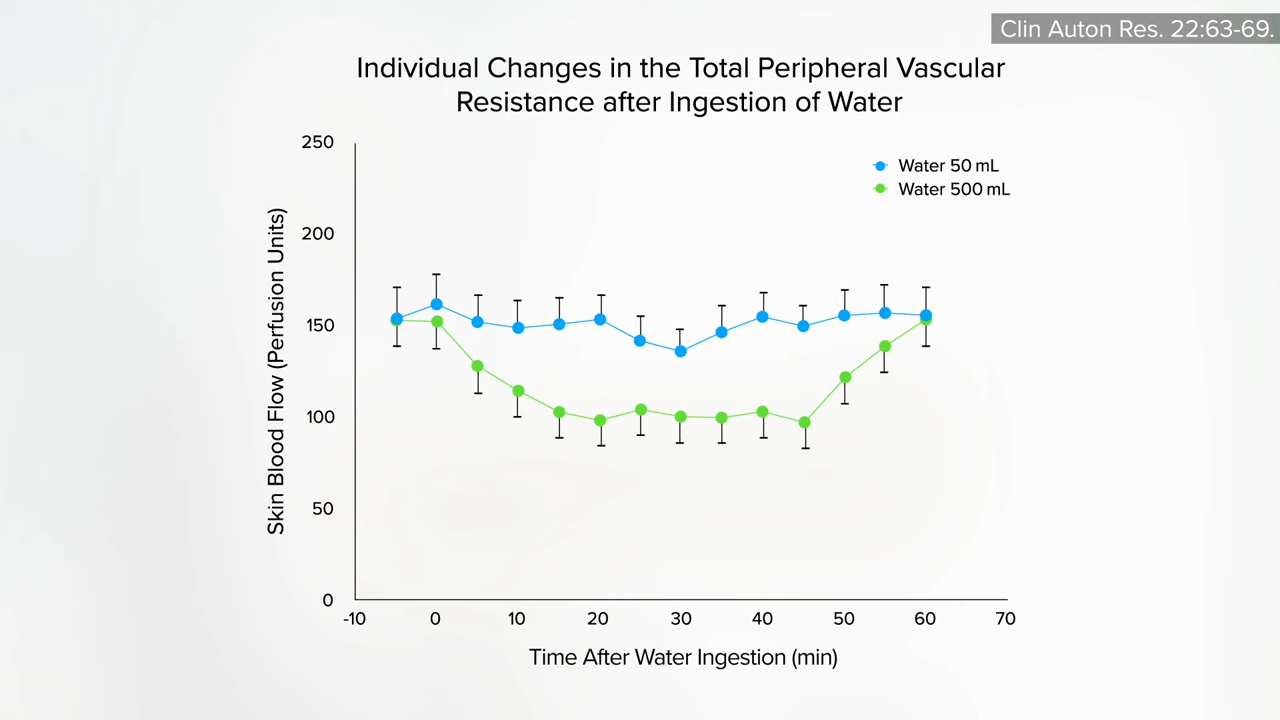 Clin Auton Res. 22:63-69.
Individual Changes in the Total Peripheral Vascular
Resistance after Ingestion of Water
250
200
150
100
50
0
Skin Blood Flow (Perfusion Units)
Water 50 mL
Water 500 mL
-10 0 10 20 30 40 50 60 70
Time After Water Ingestion (min)